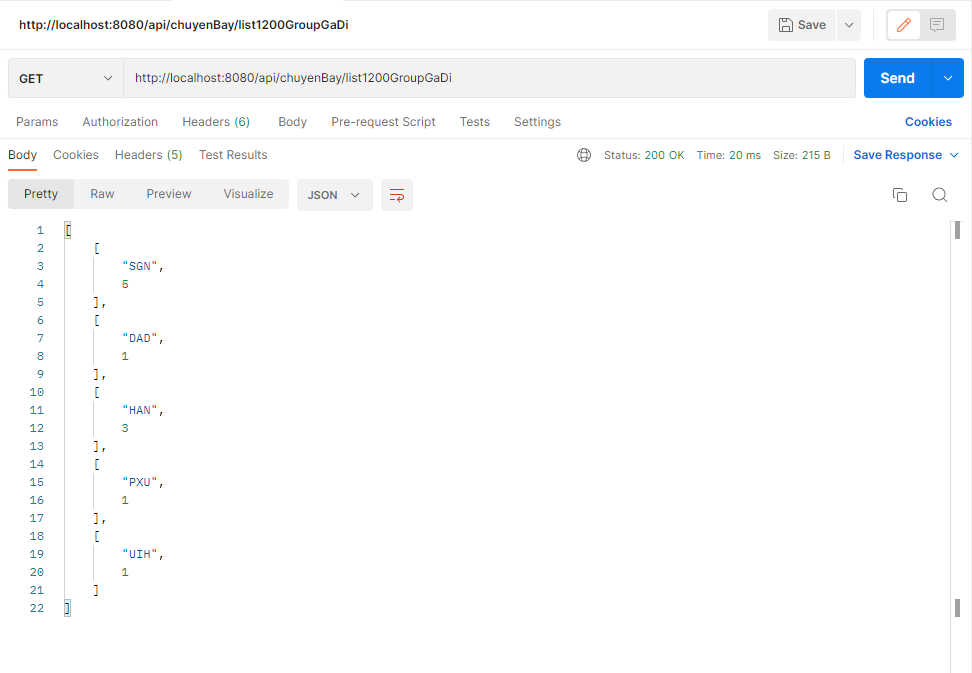 http://localhost:8080/api/chuyenBay/list1200GroupGaDi Save
GET http://localhost:8080/api/chuyenBay/list1200GroupGaDi Send
Params Authorization Headers (6) Body Pre-request Script Tests Settings Cookies
Body Cookies Headers (5) Test Results Status: 200 OK Time: 20 ms Size: 215 B Save Response
Pretty Raw Preview Visualize JSON
1 [
2 [
3 "SGN",
4 5
5 ],
6 [
7 "DAD",
8 1
9 ],
10 [
11 "HAN",
12 3
13 ],
14 [
15 "PXU",
16 1
17 ],
18 [
19 "UIH",
20 1
21 ]
22 ]